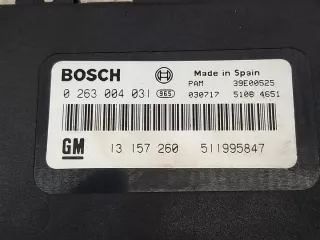 BOSCH Made in Spain
PAM 39E00525
0 263 004 031 S65 030717 5108 4651
GM 13 157 260 511995847